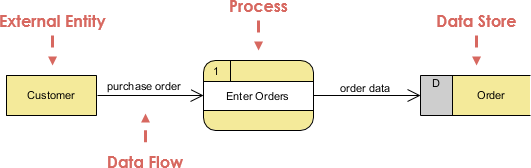 Process
External Entity
Data Store
1
D
purchase order
order data
Customer
Enter Orders
Order
Data Flow